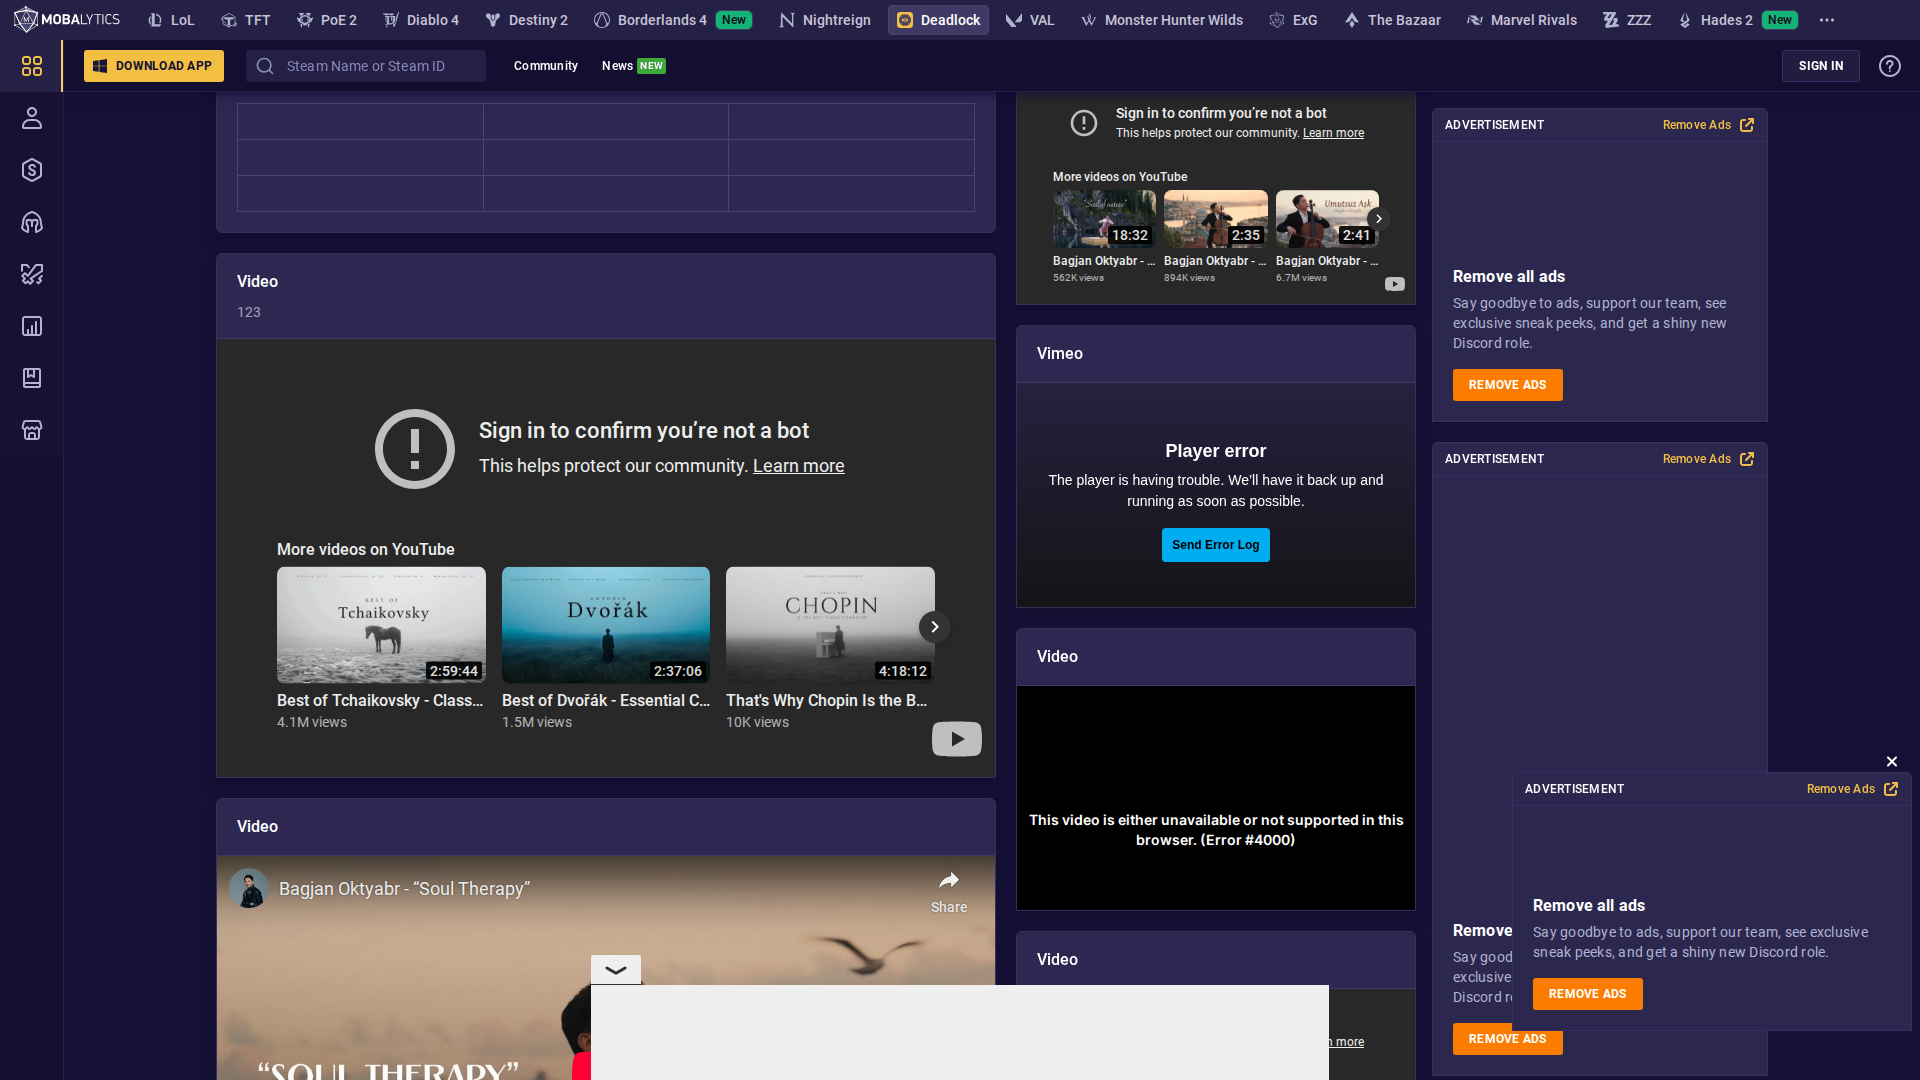 MOBALYTICS
LoL
TFT
PoE 2
Diablo 4
Destiny 2
Borderlands 4 New
Nightreign
Deadlock
VAL
Monster Hunter Wilds
ExG
The Bazaar
Marvel Rivals
ZZZ
Hades 2 New
DOWNLOAD APP
Steam Name or Steam ID
Community
News NEW
SIGN IN
Video
123
Sign in to confirm you’re not a bot
This helps protect our community. Learn more
More videos on YouTube
BEST OF
Tchaikovsky
2:59:44
Best of Tchaikovsky - Class...
4.1M views
Dvořák
2:37:06
Best of Dvořák - Essential C...
1.5M views
CHOPIN
4:18:12
That's Why Chopin Is the B...
10K views
Video
Bagjan Oktyabr - “Soul Therapy”
Share
“SOUL THERAPY”
Sign in to confirm you’re not a bot
This helps protect our community. Learn more
More videos on YouTube
"Soul of nature"
18:32
Bagjan Oktyabr - ...
562K views
2:35
Bagjan Oktyabr - ...
894K views
Umutsuz Aşk
2:41
Bagjan Oktyabr - ...
6.7M views
Vimeo
Player error
The player is having trouble. We’ll have it back up and
running as soon as possible.
Send Error Log
Video
This video is either unavailable or not supported in this
browser. (Error #4000)
Video
more
ADVERTISEMENT
Remove Ads
Remove all ads
Say goodbye to ads, support our team, see
exclusive sneak peeks, and get a shiny new
Discord role.
REMOVE ADS
ADVERTISEMENT
Remove Ads
Remove
Say good
exclusive
Discord r
REMOVE ADS
ADVERTISEMENT
Remove Ads
Remove all ads
Say goodbye to ads, support our team, see exclusive
sneak peeks, and get a shiny new Discord role.
REMOVE ADS